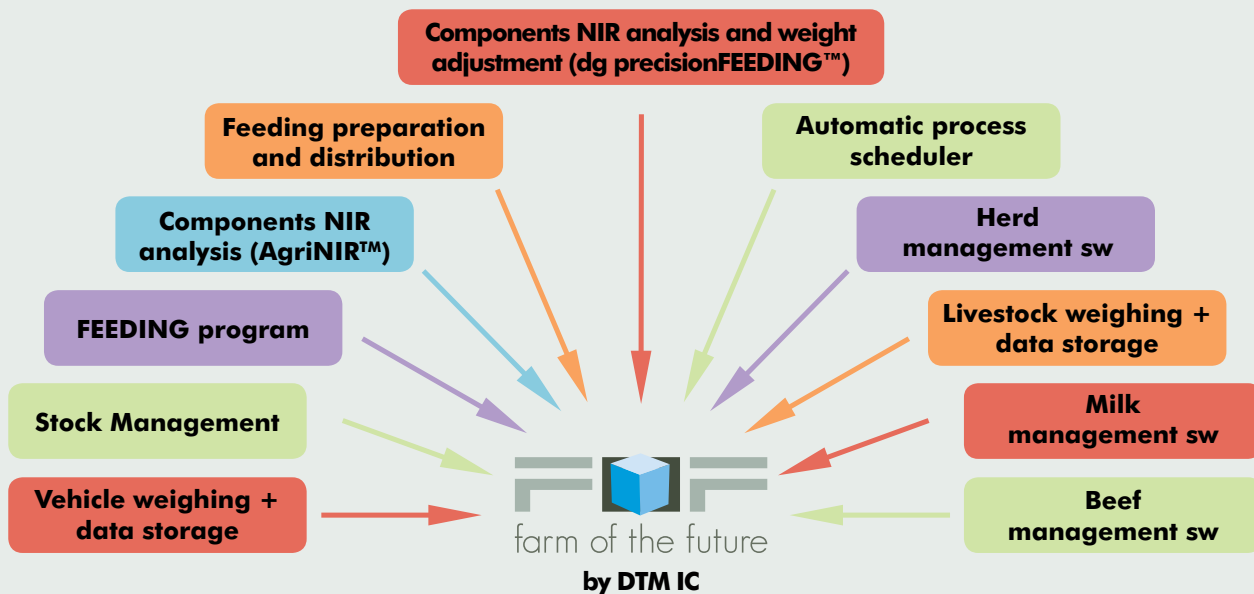 Components NIR analysis and weight
adjustment (dg precisionFEEDING™)
Feeding preparation
and distribution
Automatic process
scheduler
Components NIR
analysis (AgriNIR™)
Herd
management sw
FEEDING program
Livestock weighing +
data storage
Stock Management
Milk
management sw
Vehicle weighing +
data storage
Beef
management sw
farm of the future
by DTM IC